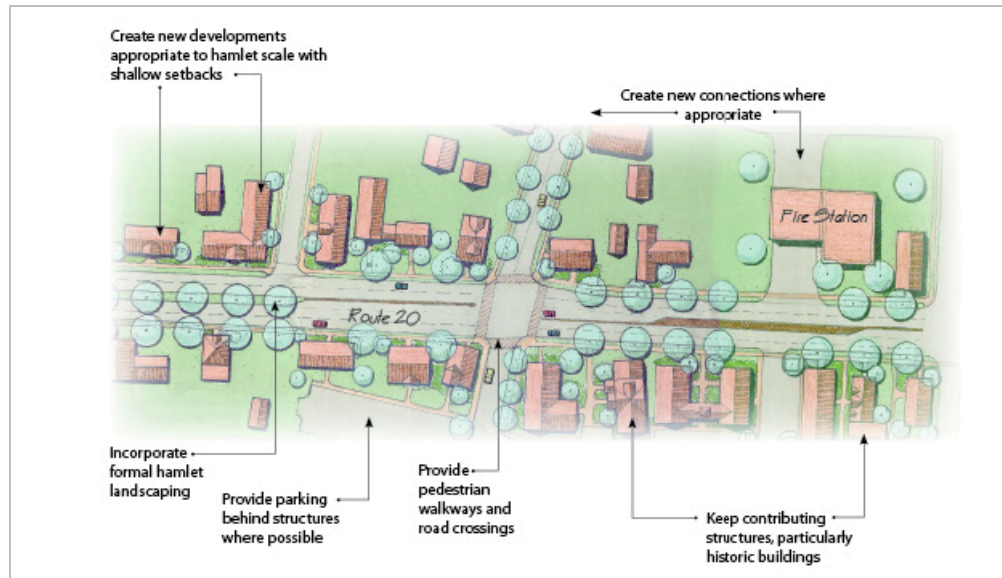 Create new developments
appropriate to hamlet scale with
shallow setbacks
Create new connections where
appropriate
Fire Station
Route 20
Incorporate
formal hamlet
landscaping
Provide parking
behind structures
where possible
Provide
pedestrian
walkways and
road crossings
Keep contributing
structures, particularly
historic buildings